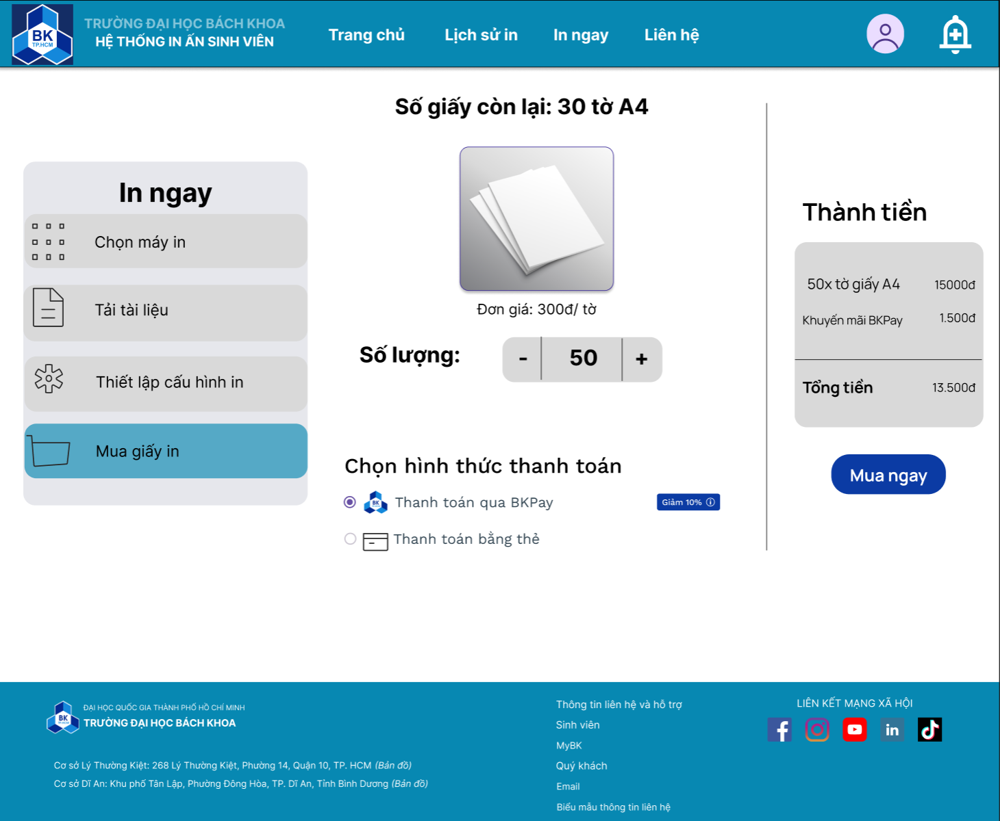 BK
TP.HCM
TRƯỜNG ĐẠI HỌC BÁCH KHOA
HỆ THỐNG IN ẤN SINH VIÊN
Trang chủ
Lịch sử in
In ngay
Liên hệ
Số giấy còn lại: 30 tờ A4
In ngay
Chọn máy in
Tải tài liệu
Thiết lập cấu hình in
Mua giấy in
Đơn giá: 300đ/ tờ
Số lượng:
- 50 +
Chọn hình thức thanh toán
BK
Thanh toán qua BKPay
Giảm 10%
Thanh toán bằng thẻ
Thành tiền
50x tờ giấy A4 15000đ
Khuyến mãi BKPay 1.500đ
Tổng tiền 13.500đ
Mua ngay
BK
TP.HCM
ĐẠI HỌC QUỐC GIA THÀNH PHỐ HỒ CHÍ MINH
TRƯỜNG ĐẠI HỌC BÁCH KHOA
Cơ sở Lý Thường Kiệt: 268 Lý Thường Kiệt, Phường 14, Quận 10, TP. HCM (Bản đồ)
Cơ sở Dĩ An: Khu phố Tân Lập, Phường Đông Hòa, TP. Dĩ An, Tỉnh Bình Dương (Bản đồ)
Thông tin liên hệ và hỗ trợ
Sinh viên
MyBK
Quý khách
Email
Biểu mẫu thông tin liên hệ
LIÊN KẾT MẠNG XÃ HỘI
f
in